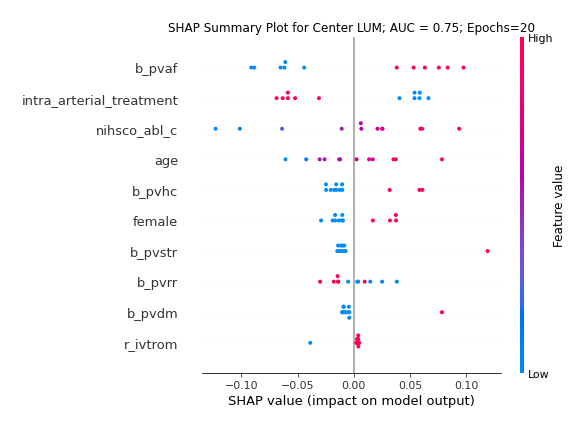 SHAP Summary Plot for Center LUM; AUC = 0.75; Epochs=20
High
b_pvaf
intra_arterial_treatment
nihsco_abl_c
age
b_pvhc
female
b_pvstr
b_pvrr
b_pvdm
r_ivtrom
Feature value
Low
−0.10 −0.05 0.00 0.05 0.10
SHAP value (impact on model output)